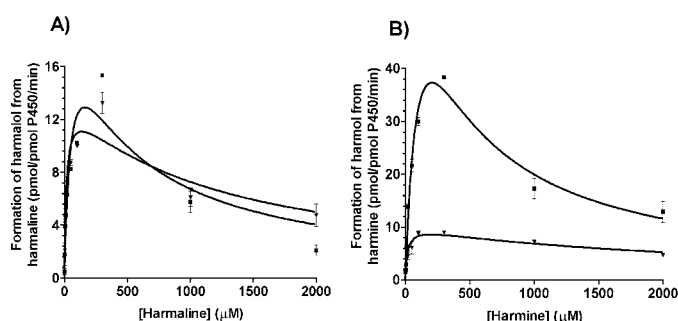 A)
Formation of harmalol from
harmaline (pmol/pmol P450/min)
16
12
8
4
0
0
500
1000
1500
2000
[Harmaline] (μM)
B)
Formation of harmol from
harmine (pmol/pmol P450/min)
40
30
20
10
0
0
500
1000
1500
2000
[Harmine] (μM)